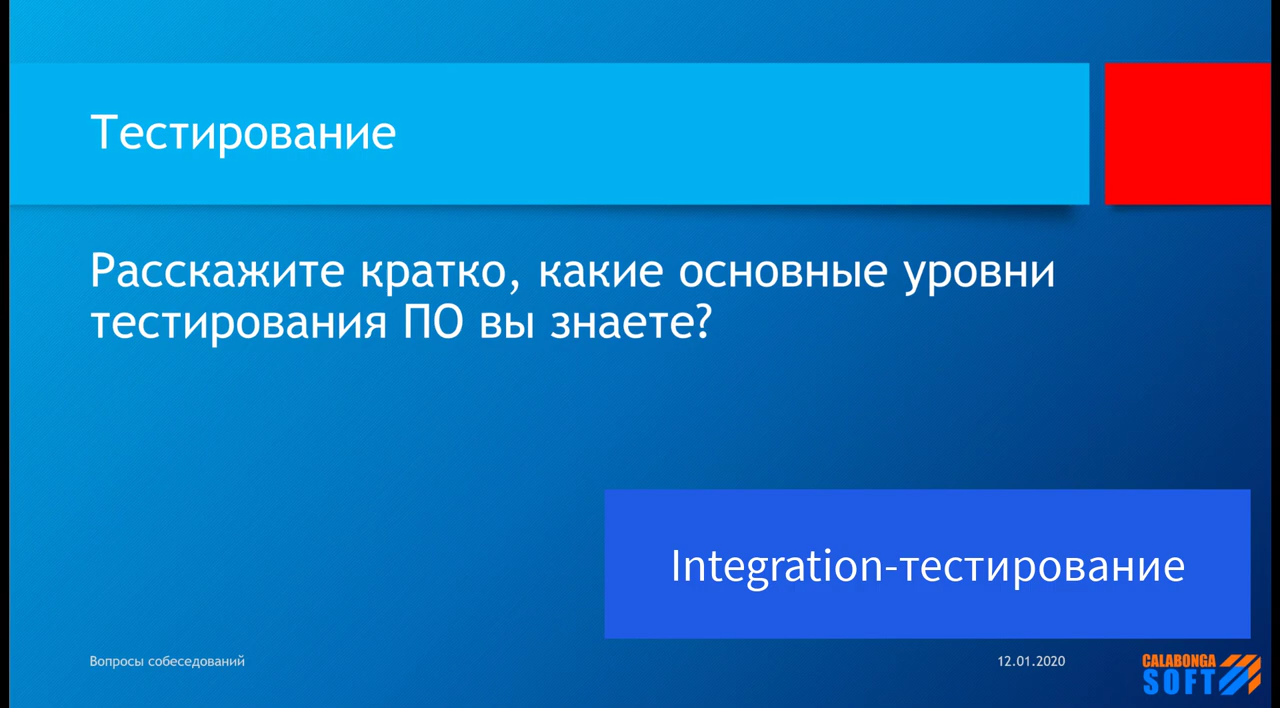 Тестирование
Расскажите кратко, какие основные уровни
тестирования ПО вы знаете?
Integration-тестирование
Вопросы собеседований
12.01.2020
CALABONGA
SOFT